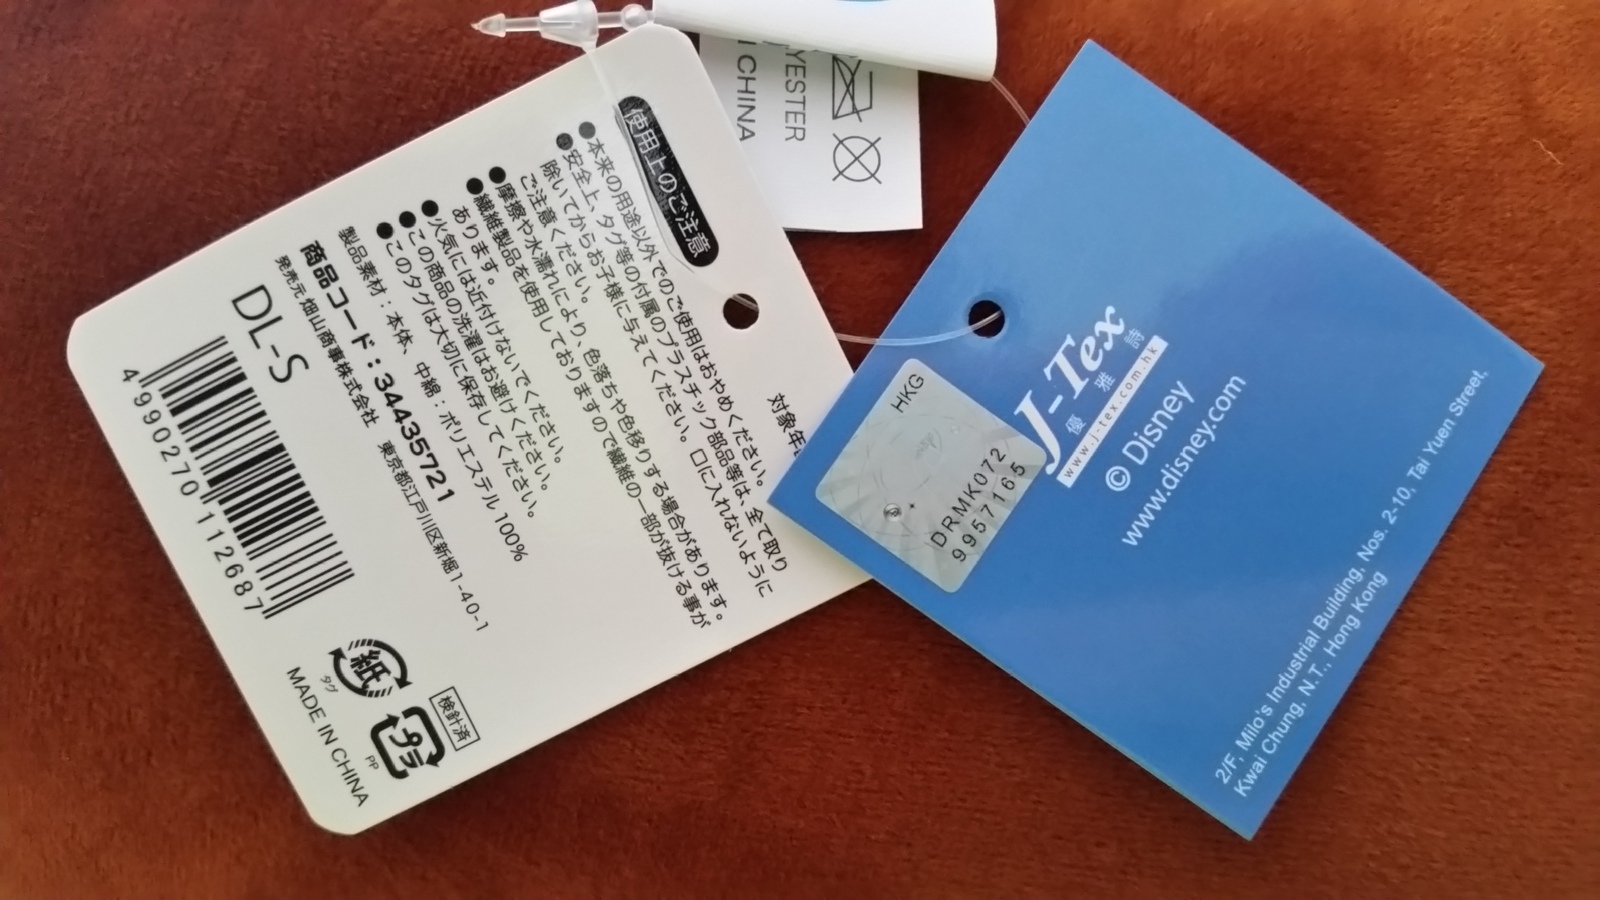 使用上のご注意
●本来の用途以外でのご使用はおやめください。
●安全上、タグ等の付属のプラスチック部品等は、全て取り
除いてからお子様に与えてください。口に入れないように
ご注意ください。
●摩擦や水濡れにより、色落ちや色移りする場合があります。
●繊維製品を使用しておりますので繊維の一部が抜ける事が
あります。
●火気には近付けないでください。
●この商品の洗濯はお避けください。
●このタグは大切に保存してください。
製品素材:本体、中綿:ポリエステル100%
商品コード:34435721
発売元 畑山商事株式会社 東京都江戸川区新堀1-40-1
DL-S
4990270112687
対象年
紙
タグ
プラ
PP
検針済
MADE IN CHINA
YESTER
CHINA
HKG
DRMK072
9957165
J-Tex
優雅詩
www.j-tex.com.hk
© Disney
www.disney.com
2/F, Milo's Industrial Building, Nos. 2-10, Tai Yuen Street,
Kwai Chung, N.T., Hong Kong